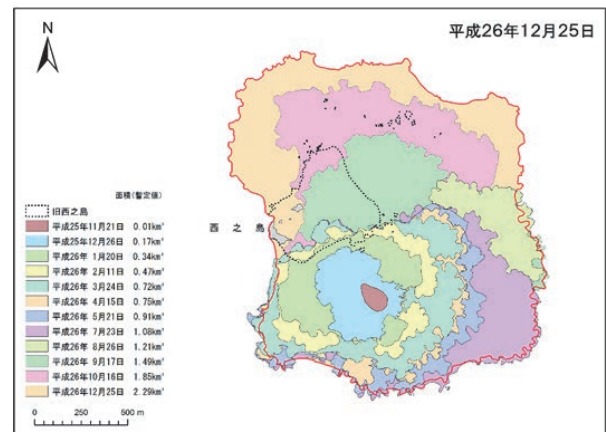 N
平成26年12月25日
面積(暫定値)
旧西之島
平成25年11月21日 0.01km²
平成25年12月26日 0.17km²
平成26年 1月20日 0.34km²
平成26年 2月11日 0.47km²
平成26年 3月24日 0.72km²
平成26年 4月15日 0.75km²
平成26年 5月21日 0.91km²
平成26年 7月23日 1.08km²
平成26年 8月26日 1.21km²
平成26年 9月17日 1.49km²
平成26年10月16日 1.85km²
平成26年12月25日 2.29km²
西之島
0 250 500 m